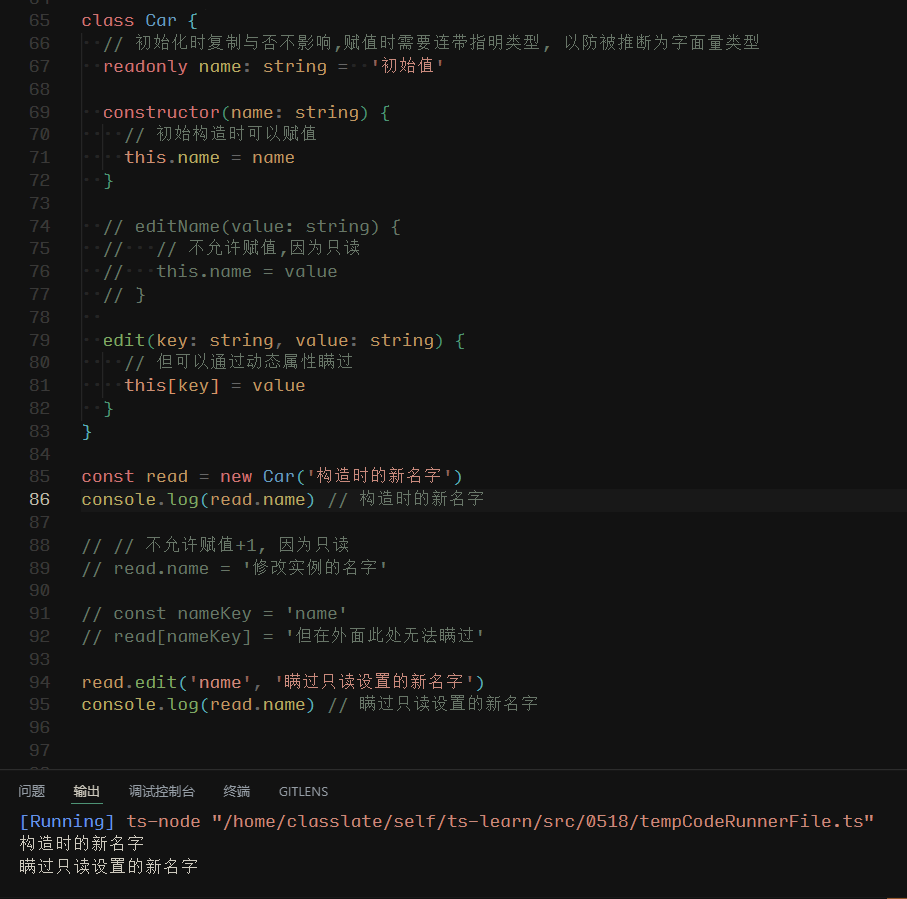 65 class Car {
66 // 初始化时复制与否不影响,赋值时需要连带指明类型, 以防被推断为字面量类型
67 readonly name: string = '初始值'
68
69 constructor(name: string) {
70 // 初始构造时可以赋值
71 this.name = name
72 }
73
74 // editName(value: string) {
75 // // 不允许赋值,因为只读
76 // this.name = value
77 // }
78
79 edit(key: string, value: string) {
80 // 但可以通过动态属性瞒过
81 this[key] = value
82 }
83 }
84
85 const read = new Car('构造时的新名字')
86 console.log(read.name) // 构造时的新名字
87
88 // // 不允许赋值+1, 因为只读
89 // read.name = '修改实例的名字'
90
91 // const nameKey = 'name'
92 // read[nameKey] = '但在外面此处无法瞒过'
93
94 read.edit('name', '瞒过只读设置的新名字')
95 console.log(read.name) // 瞒过只读设置的新名字
96
97
问题 输出 调试控制台 终端 GITLENS
[Running] ts-node "/home/classlate/self/ts-learn/src/0518/tempCodeRunnerFile.ts"
构造时的新名字
瞒过只读设置的新名字